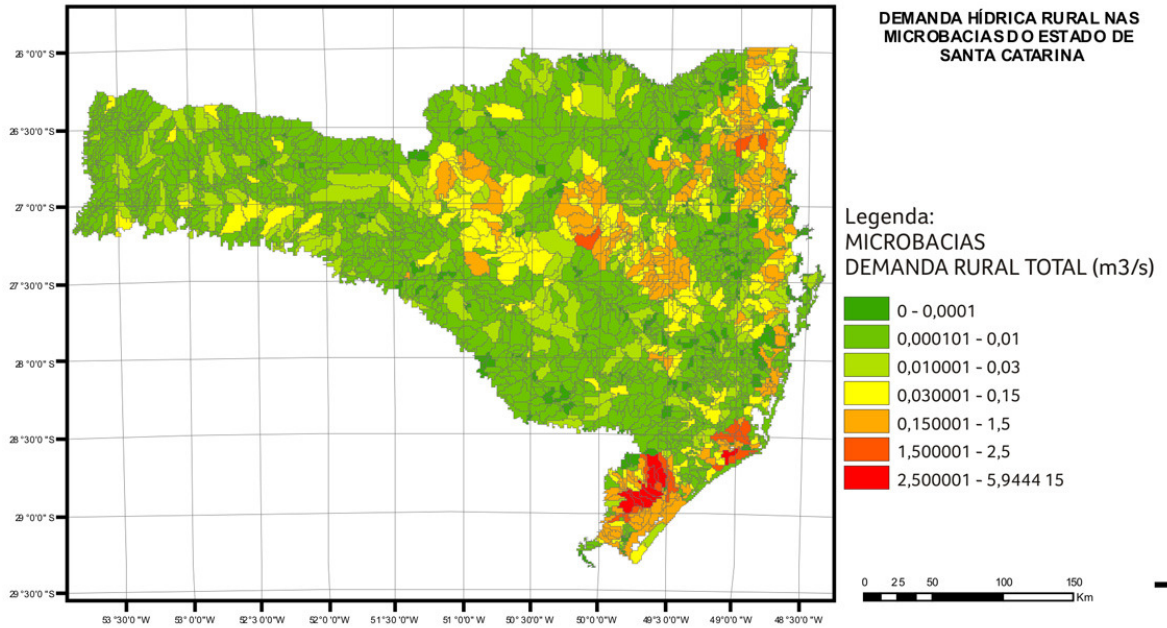 DEMANDA HÍDRICA RURAL NAS
MICROBACIAS DO ESTADO DE
SANTA CATARINA
Legenda:
MICROBACIAS
DEMANDA RURAL TOTAL (m3/s)
0 - 0,0001
0,000101 - 0,01
0,010001 - 0,03
0,030001 - 0,15
0,150001 - 1,5
1,500001 - 2,5
2,500001 - 5,9444 15
0 25 50 100 150
Km
26°0'0" S
26°30'0" S
27°0'0" S
27°30'0" S
28°0'0" S
28°30'0" S
29°0'0" S
29°30'0" S
53°30'0"W 53°0'0"W 52°30'0"W 52°0'0"W 51°30'0"W 51°0'0"W 50°30'0"W 50°0'0"W 49°30'0"W 49°0'0"W 48°30'0"W